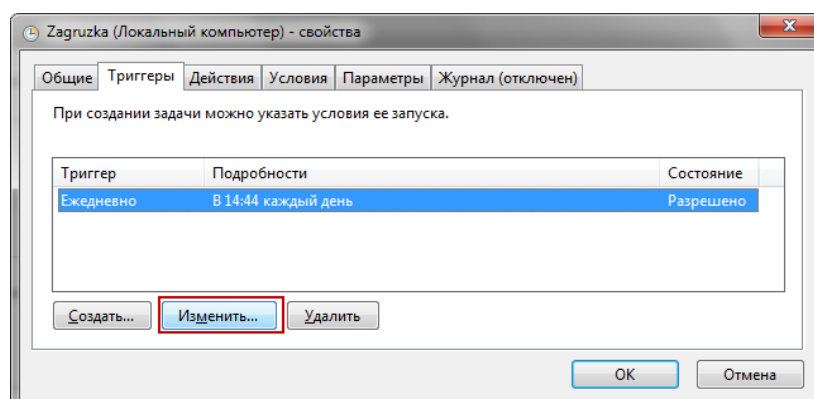 Zagruzka (Локальный компьютер) - свойства
Общие Триггеры Действия Условия Параметры Журнал (отключен)
При создании задачи можно указать условия ее запуска.
Триггер Подробности Состояние
Ежедневно В 14:44 каждый день Разрешено
Создать... Изменить... Удалить
ОК Отмена